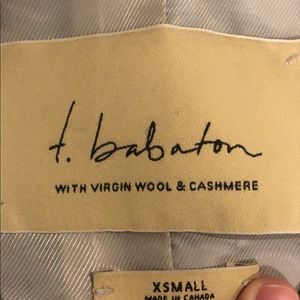 t. babaton
WITH VIRGIN WOOL & CASHMERE
XSMALL
MADE IN CANADA